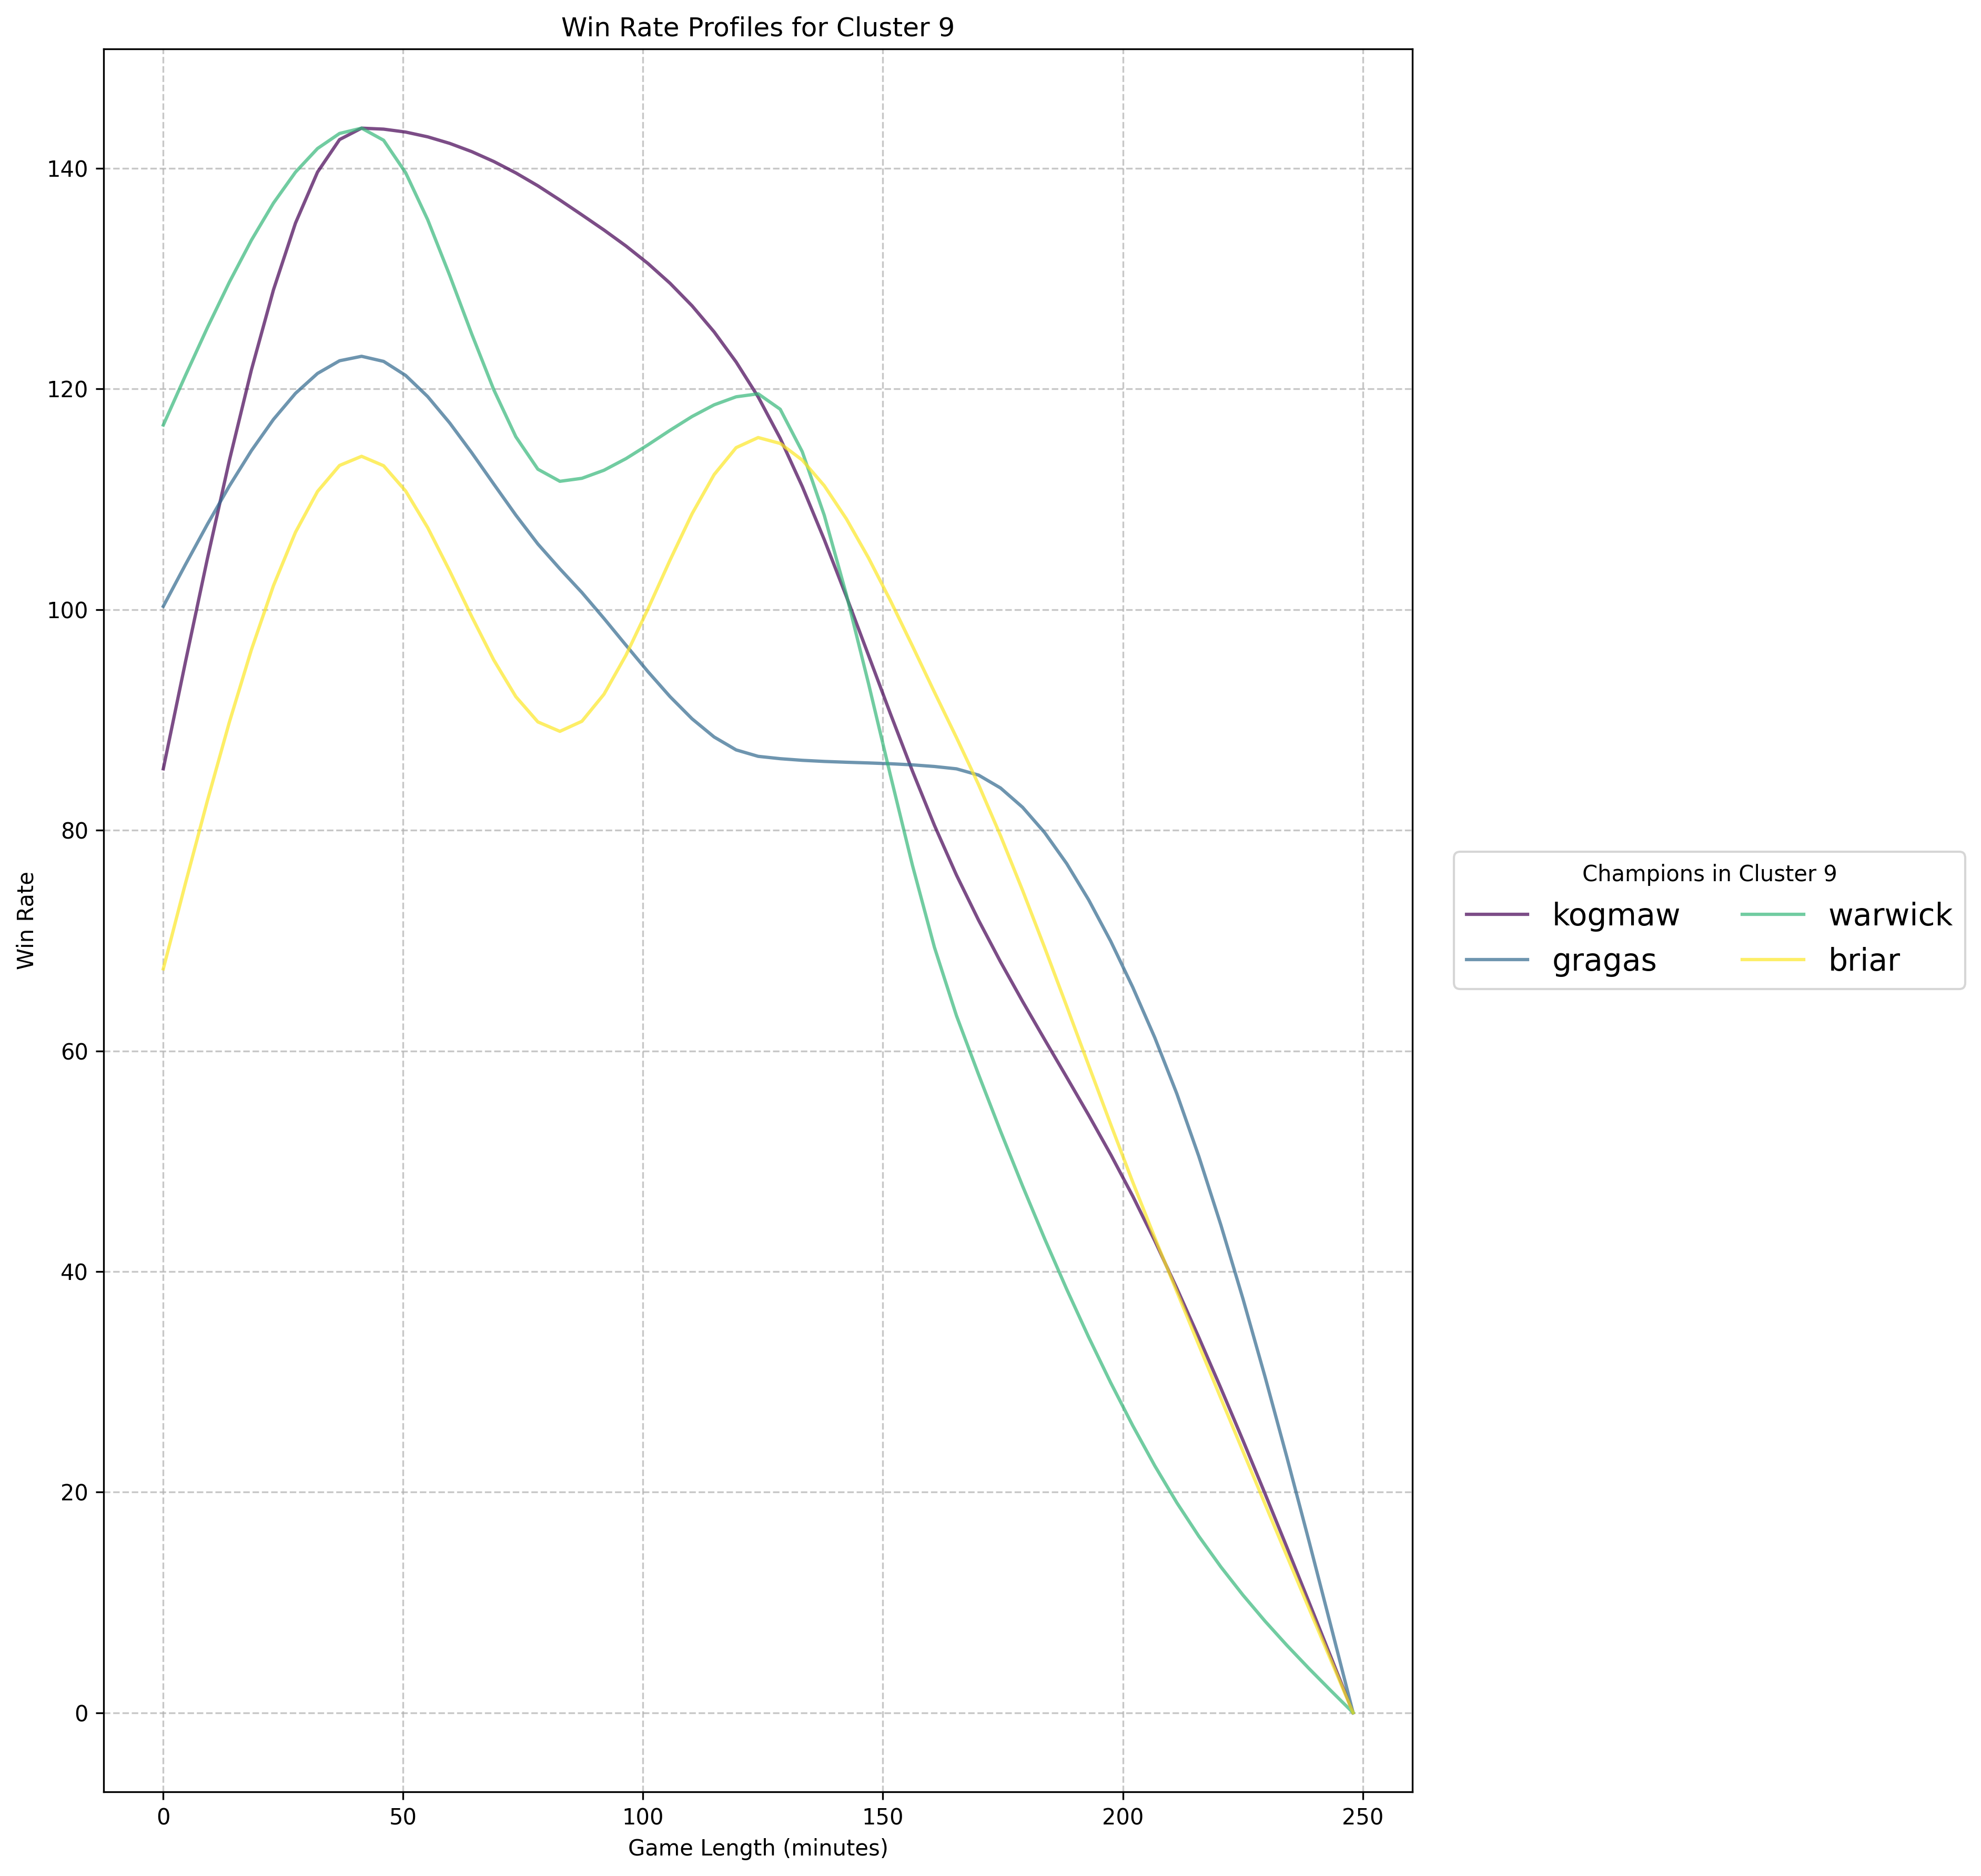 Win Rate Profiles for Cluster 9
140
120
100
80
60
40
20
0
Win Rate
0 50 100 150 200 250
Game Length (minutes)
Champions in Cluster 9
kogmaw warwick
gragas briar